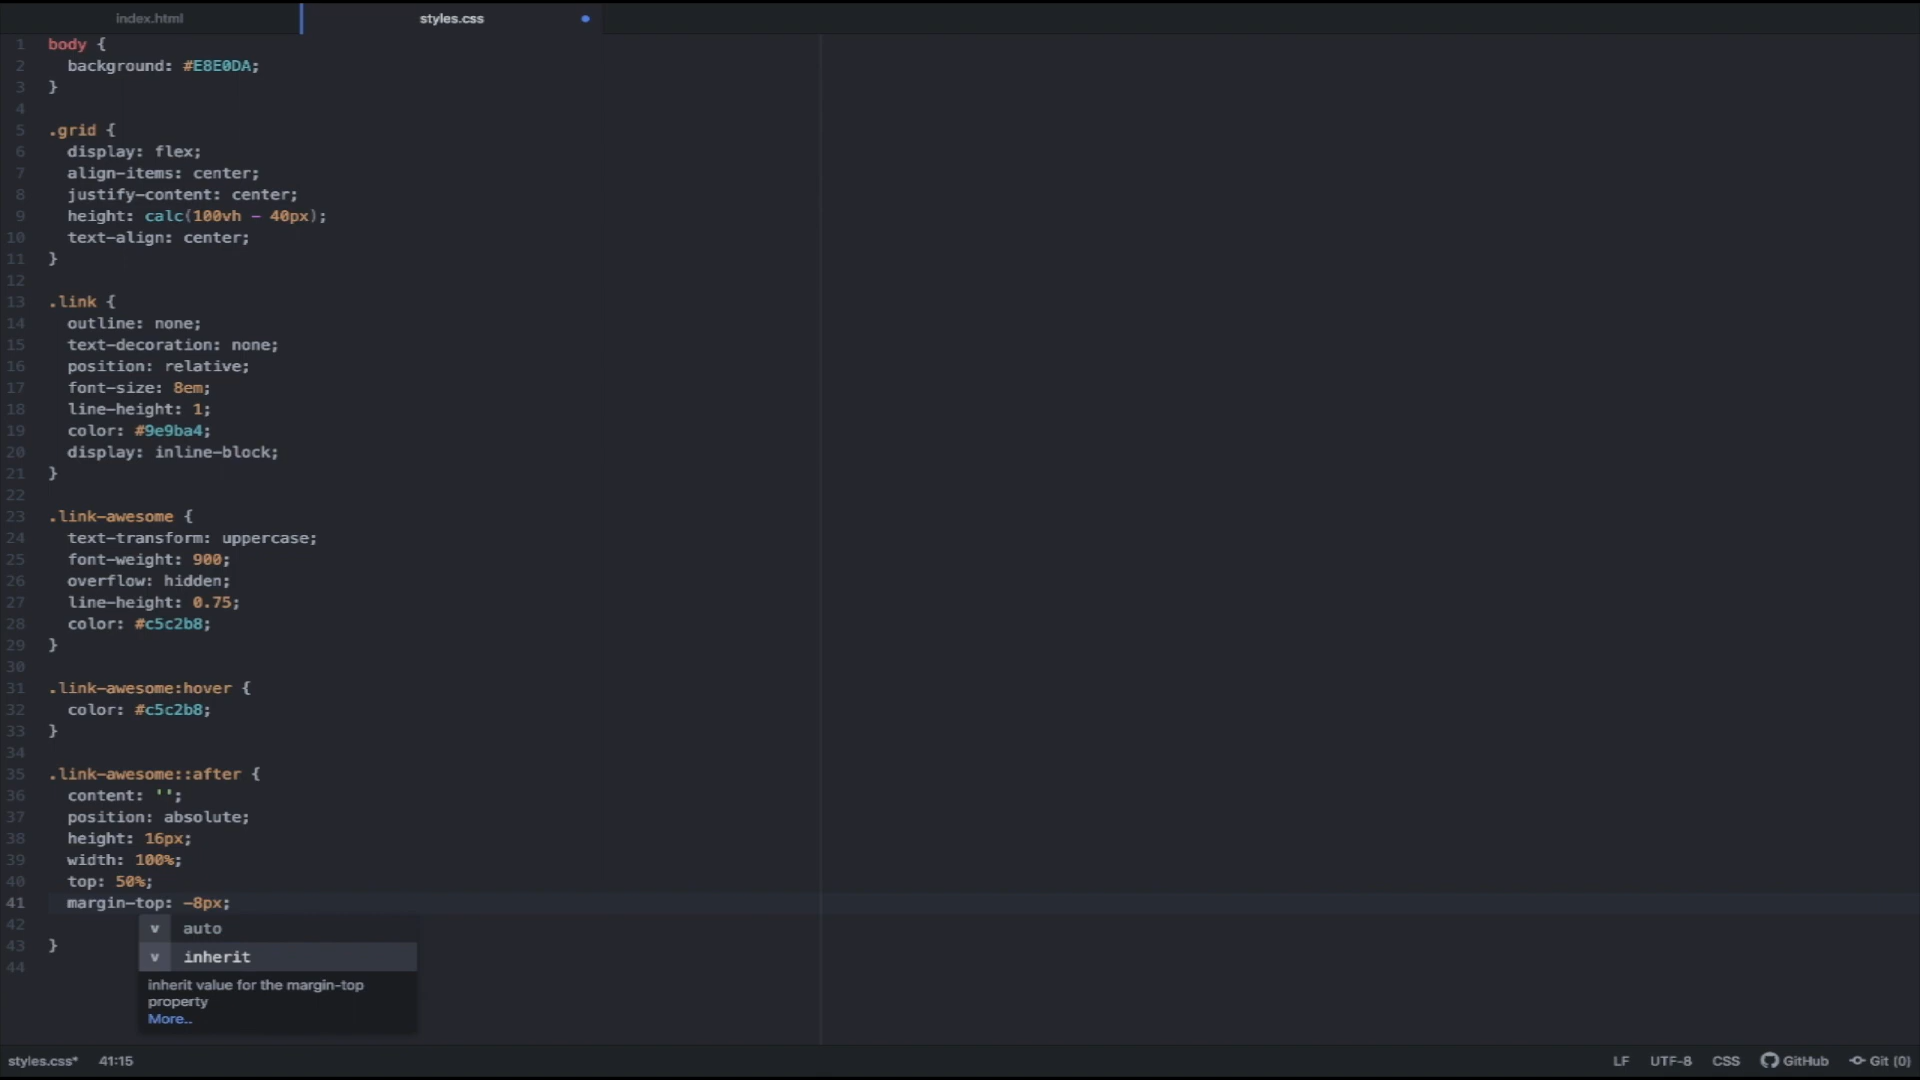 index.html
styles.css
1 body {
2 background: #E8E0DA;
3 }
4
5 .grid {
6 display: flex;
7 align-items: center;
8 justify-content: center;
9 height: calc(100vh - 40px);
10 text-align: center;
11 }
12
13 .link {
14 outline: none;
15 text-decoration: none;
16 position: relative;
17 font-size: 8em;
18 line-height: 1;
19 color: #9e9ba4;
20 display: inline-block;
21 }
22
23 .link-awesome {
24 text-transform: uppercase;
25 font-weight: 900;
26 overflow: hidden;
27 line-height: 0.75;
28 color: #c5c2b8;
29 }
30
31 .link-awesome:hover {
32 color: #c5c2b8;
33 }
34
35 .link-awesome::after {
36 content: '';
37 position: absolute;
38 height: 16px;
39 width: 100%;
40 top: 50%;
41 margin-top: -8px;
42
v auto
43 }
v inherit
44
inherit value for the margin-top
property
More..
styles.css* 41:15
LF UTF-8 CSS GitHub Git (0)